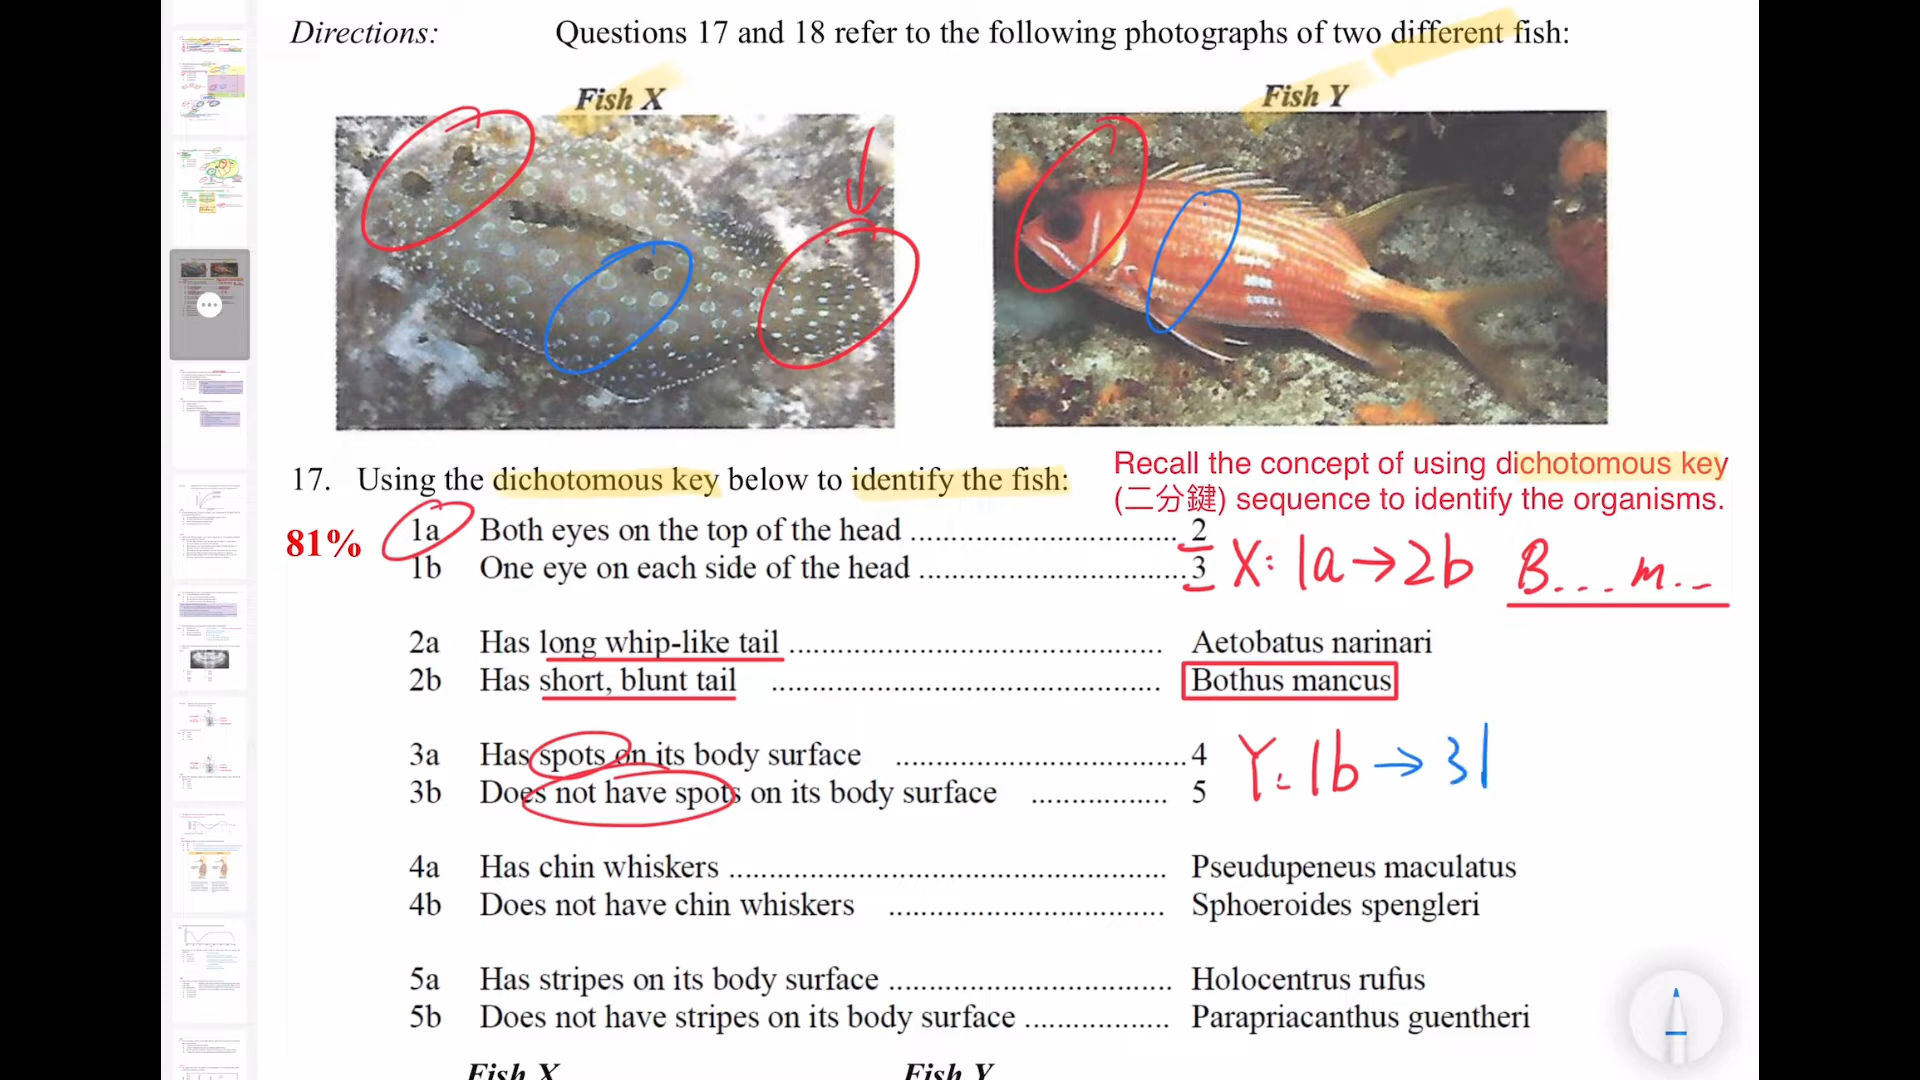 Directions: Questions 17 and 18 refer to the following photographs of two different fish:
Fish X Fish Y
17. Using the dichotomous key below to identify the fish:
Recall the concept of using dichotomous key
(二分鍵) sequence to identify the organisms.
81%
1a Both eyes on the top of the head ................................ 2
1b One eye on each side of the head ................................ 3
X: 1a → 2b B... m...
2a Has long whip-like tail .............................................. Aetobatus narinari
2b Has short, blunt tail ................................................ Bothus mancus
3a Has spots on its body surface ................................... 4
3b Does not have spots on its body surface ................. 5
Y: 1b → 3
4a Has chin whiskers ...................................................... Pseudupeneus maculatus
4b Does not have chin whiskers .................................. Sphoeroides spengleri
5a Has stripes on its body surface ................................... Holocentrus rufus
5b Does not have stripes on its body surface .................. Parapriacanthus guentheri
Fish X Fish Y